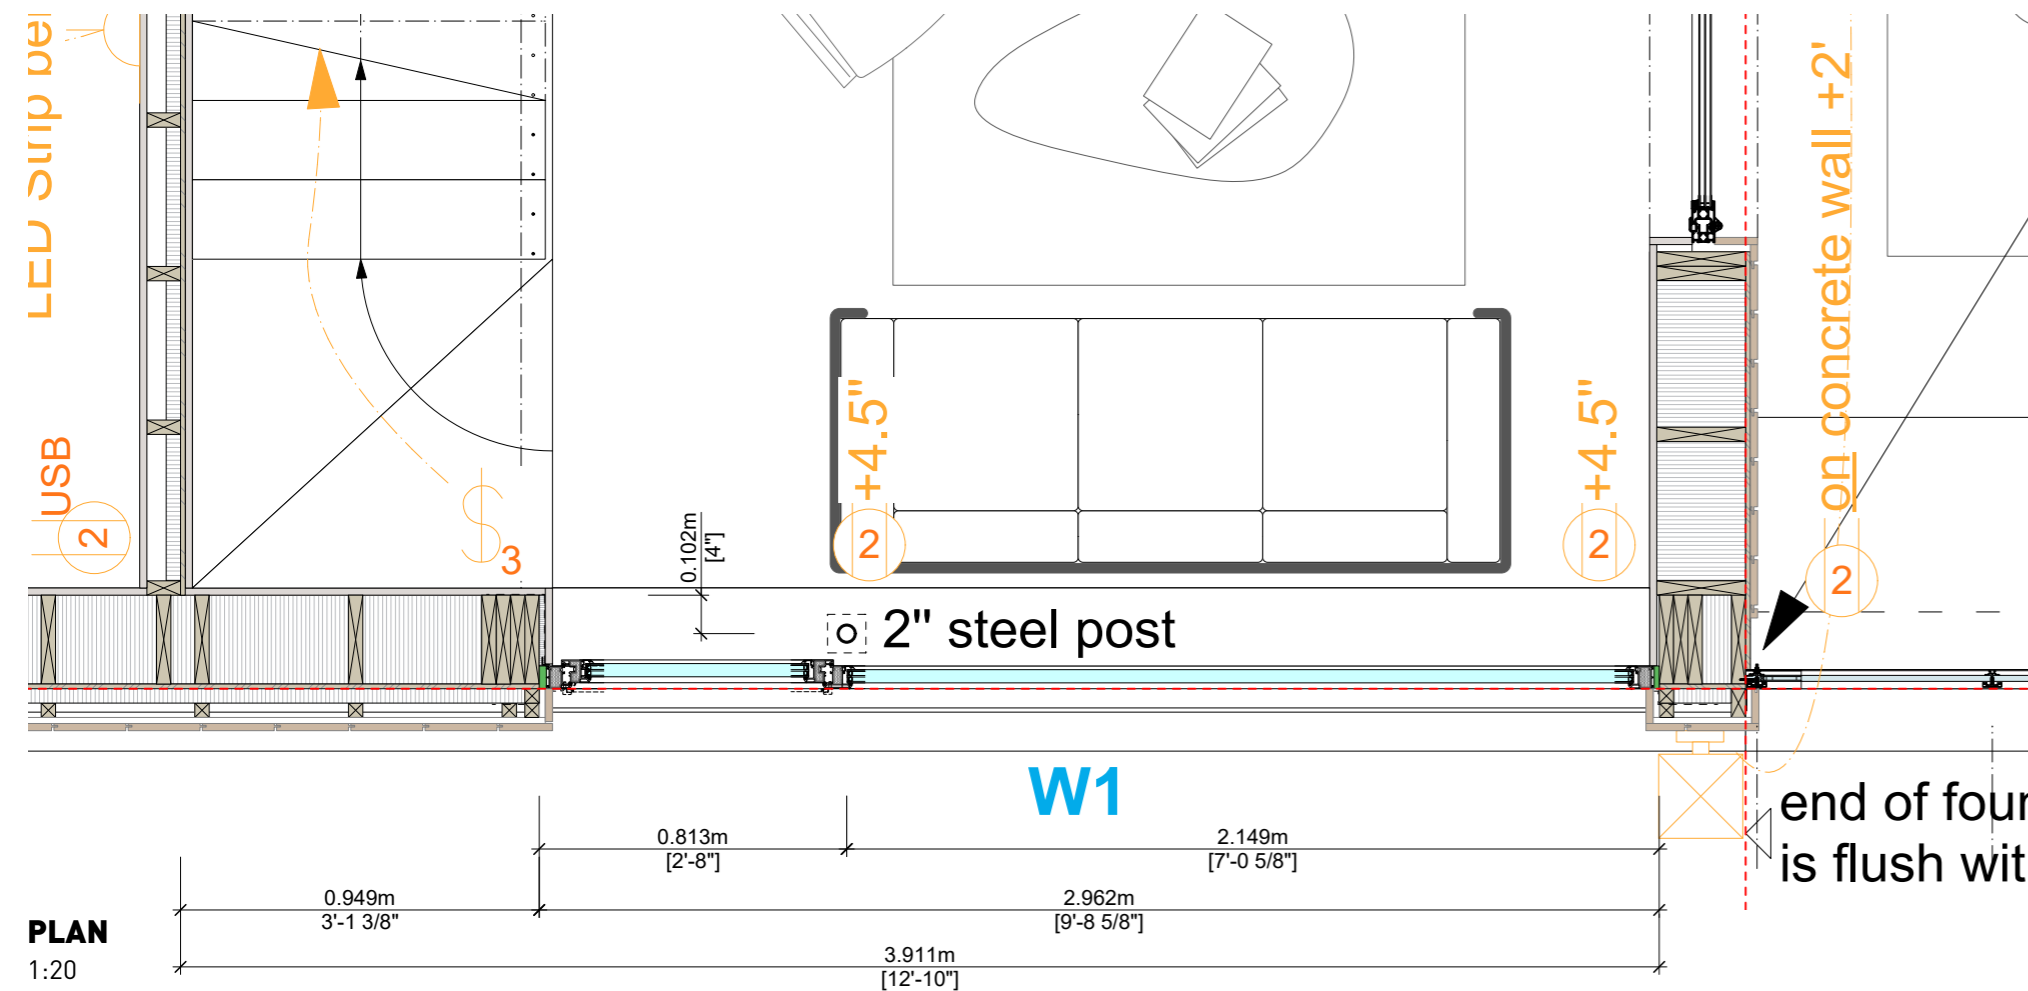 LED Strip
on concrete wall +2'
USB
2
$
3
+4.5"
2
+4.5"
2
2
0.102m
[4"]
2" steel post
W1
end of
is flush
0.813m
[2'-8"]
2.149m
[7'-0 5/8"]
0.949m
3'-1 3/8"
2.962m
[9'-8 5/8"]
3.911m
[12'-10"]
PLAN
1:20